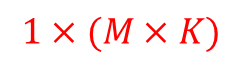 1 × (M × K)